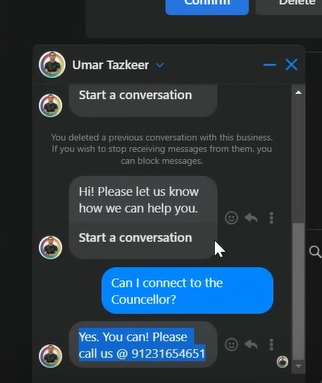 Confirm
Delete
Umar Tazkeer
Start a conversation
You deleted a previous conversation with this business.
If you wish to stop receiving messages from them, you
can block messages.
Hi! Please let us know
how we can help you.
Start a conversation
Can I connect to the
Councellor?
Yes. You can! Please
call us @ 91231654651